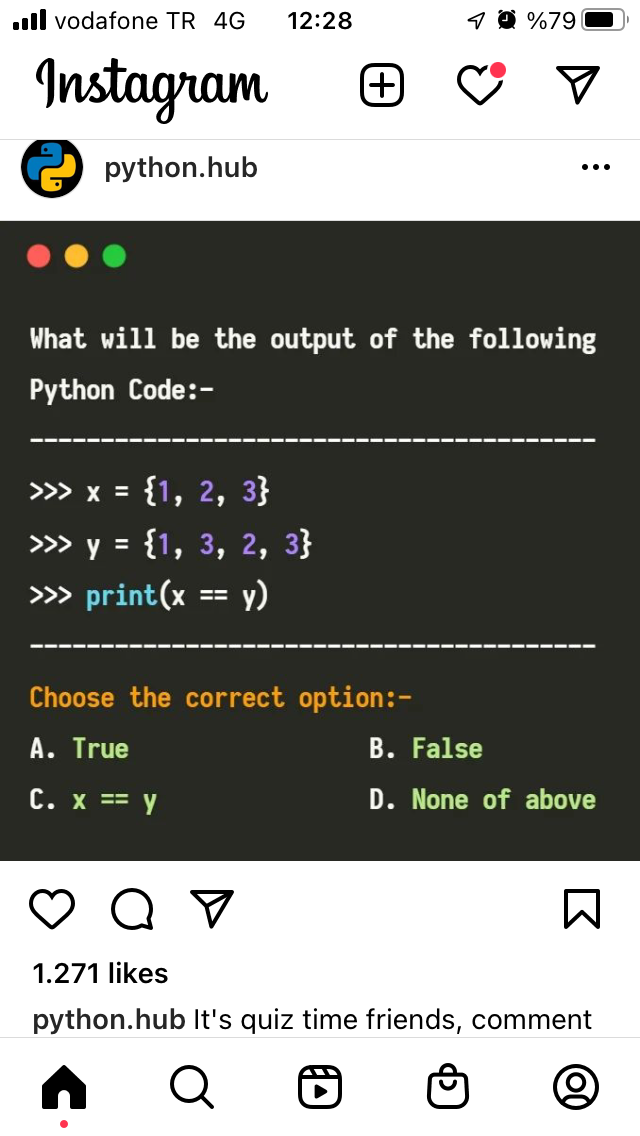 vodafone TR 4G 12:28 %79
Instagram
python.hub
What will be the output of the following
Python Code:-
----------------------------------------
>>> x = {1, 2, 3}
>>> y = {1, 3, 2, 3}
>>> print(x == y)
----------------------------------------
Choose the correct option:-
A. True B. False
C. x == y D. None of above
1.271 likes
python.hub It's quiz time friends, comment